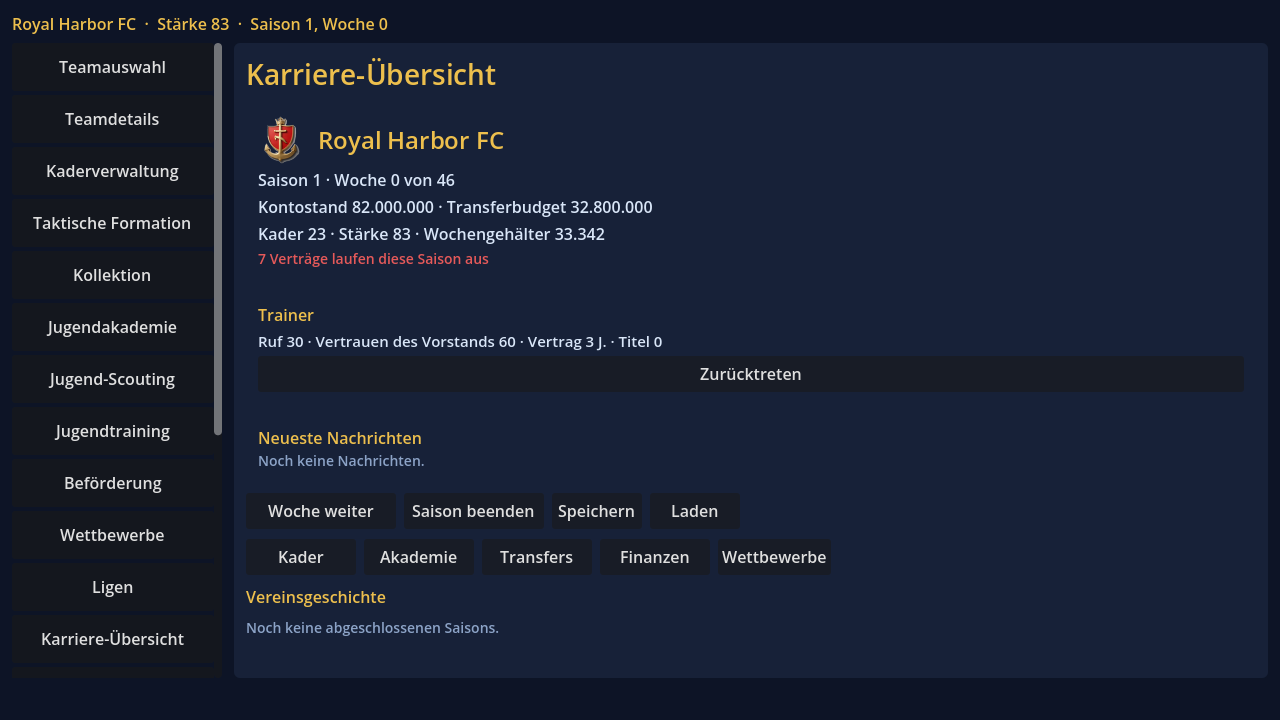 Royal Harbor FC · Stärke 83 · Saison 1, Woche 0
Teamauswahl
Teamdetails
Kaderverwaltung
Taktische Formation
Kollektion
Jugendakademie
Jugend-Scouting
Jugendtraining
Beförderung
Wettbewerbe
Ligen
Karriere-Übersicht
Karriere-Übersicht
Royal Harbor FC
Saison 1 · Woche 0 von 46
Kontostand 82.000.000 · Transferbudget 32.800.000
Kader 23 · Stärke 83 · Wochengehälter 33.342
7 Verträge laufen diese Saison aus
Trainer
Ruf 30 · Vertrauen des Vorstands 60 · Vertrag 3 J. · Titel 0
Zurücktreten
Neueste Nachrichten
Noch keine Nachrichten.
Woche weiter Saison beenden Speichern Laden
Kader Akademie Transfers Finanzen Wettbewerbe
Vereinsgeschichte
Noch keine abgeschlossenen Saisons.